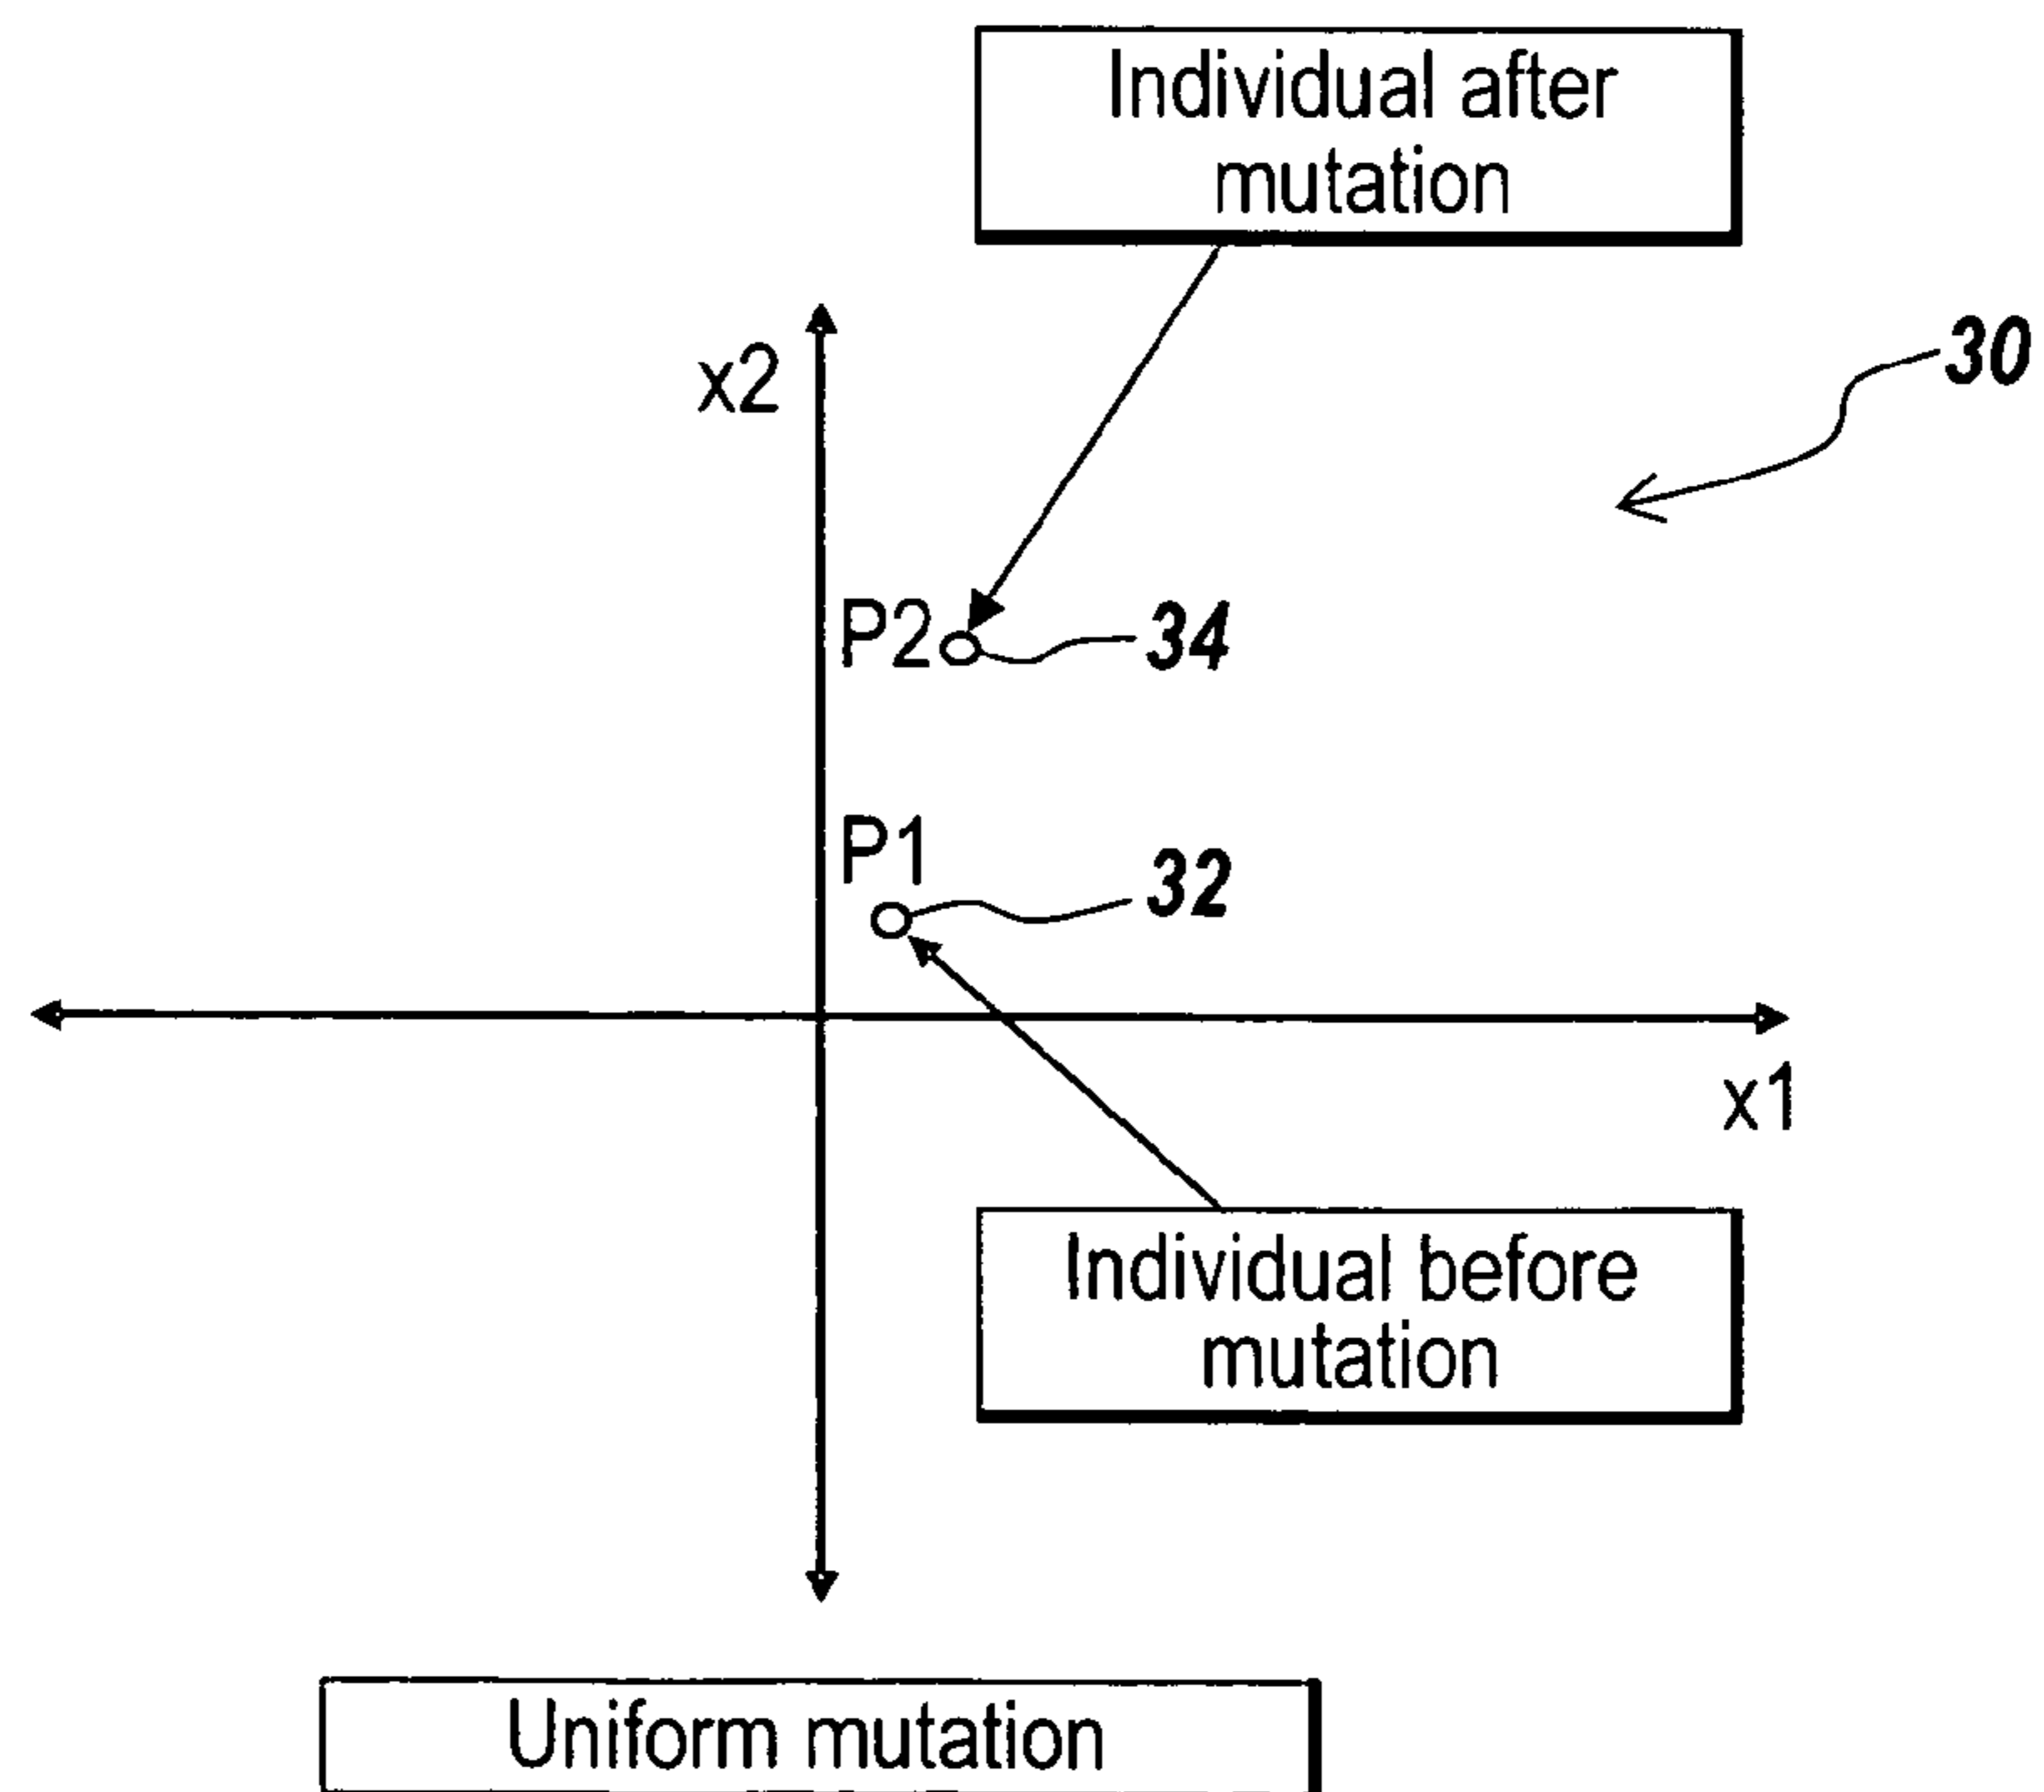 Individual after
mutation
x2
30
P2
34
P1
32
x1
Individual before
mutation
Uniform mutation